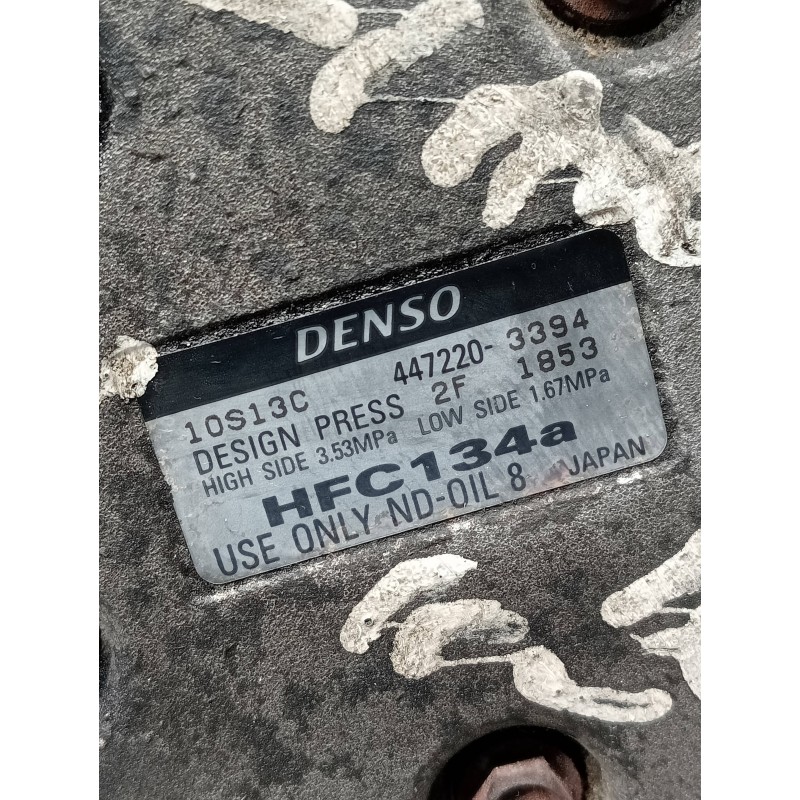 DENSO
10S13C 447220-3394
DESIGN PRESS 2F 1853
HIGH SIDE 3.53MPa LOW SIDE 1.67MPa
HFC134a
USE ONLY ND-OIL 8 JAPAN